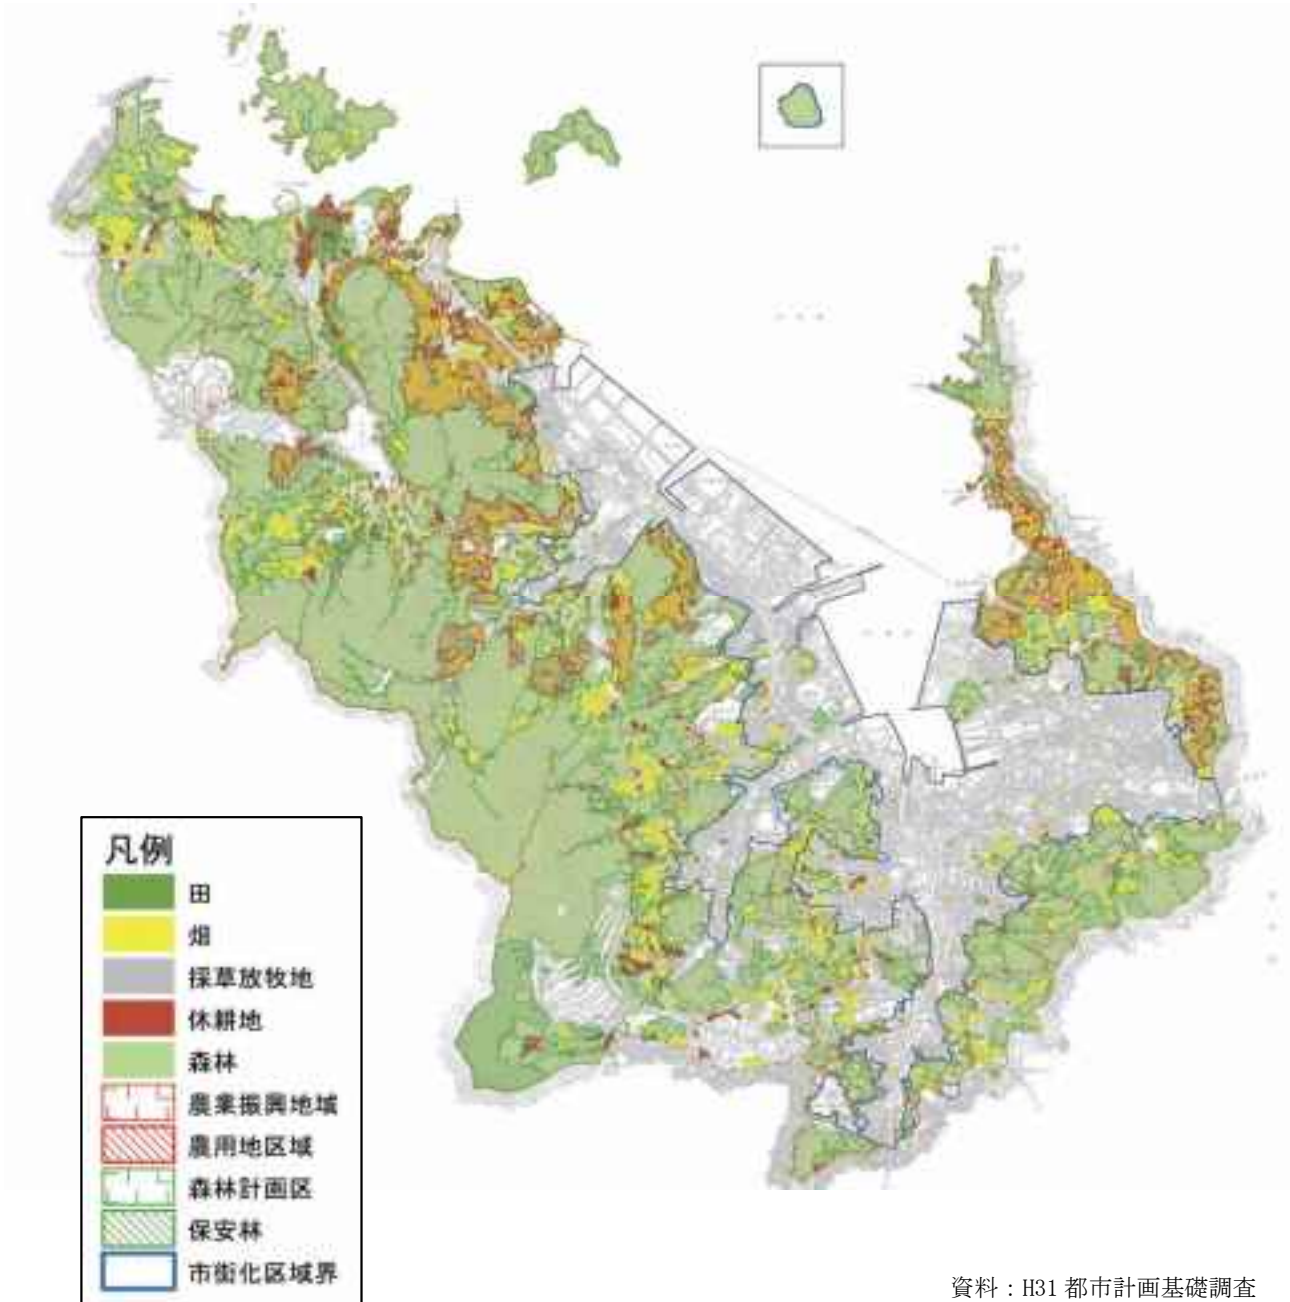 凡例
田
畑
採草放牧地
休耕地
森林
農業振興地域
農用地区域
森林計画区
保安林
市街化区域界
資料：H31 都市計画基礎調査